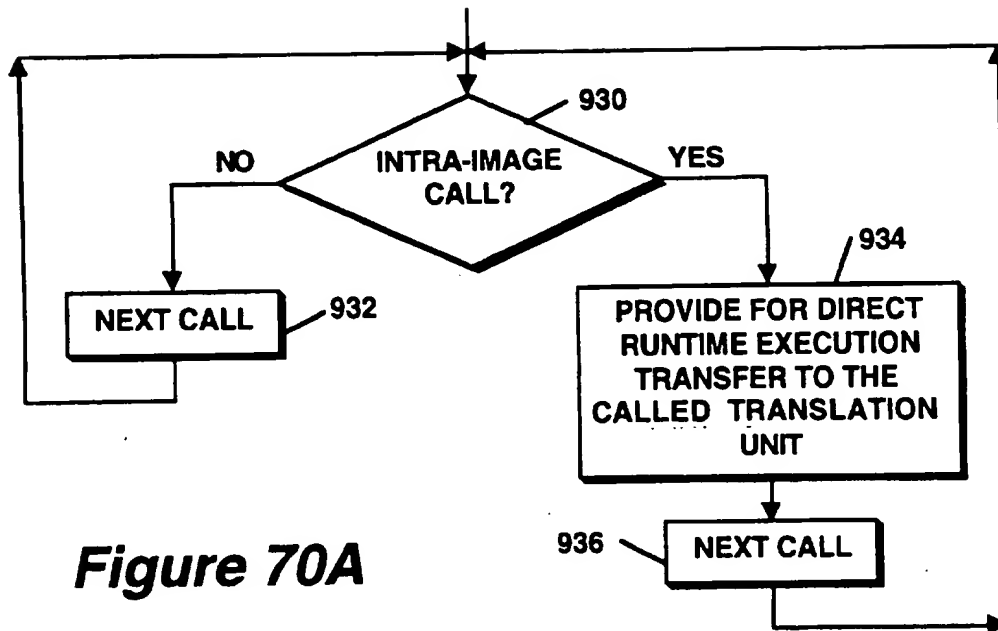 930
INTRA-IMAGE
CALL?
NO
YES
934
NEXT CALL
932
PROVIDE FOR DIRECT
RUNTIME EXECUTION
TRANSFER TO THE
CALLED TRANSLATION
UNIT
936
NEXT CALL
Figure 70A